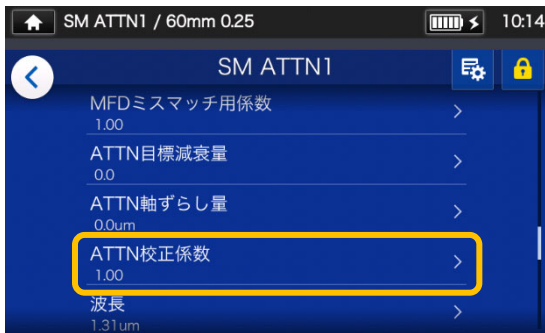 SM ATTN1 / 60mm 0.25
10:14
SM ATTN1
MFDミスマッチ用係数
1.00
ATTN目標減衰量
0.0
ATTN軸ずらし量
0.0um
ATTN校正係数
1.00
波長
1.31um